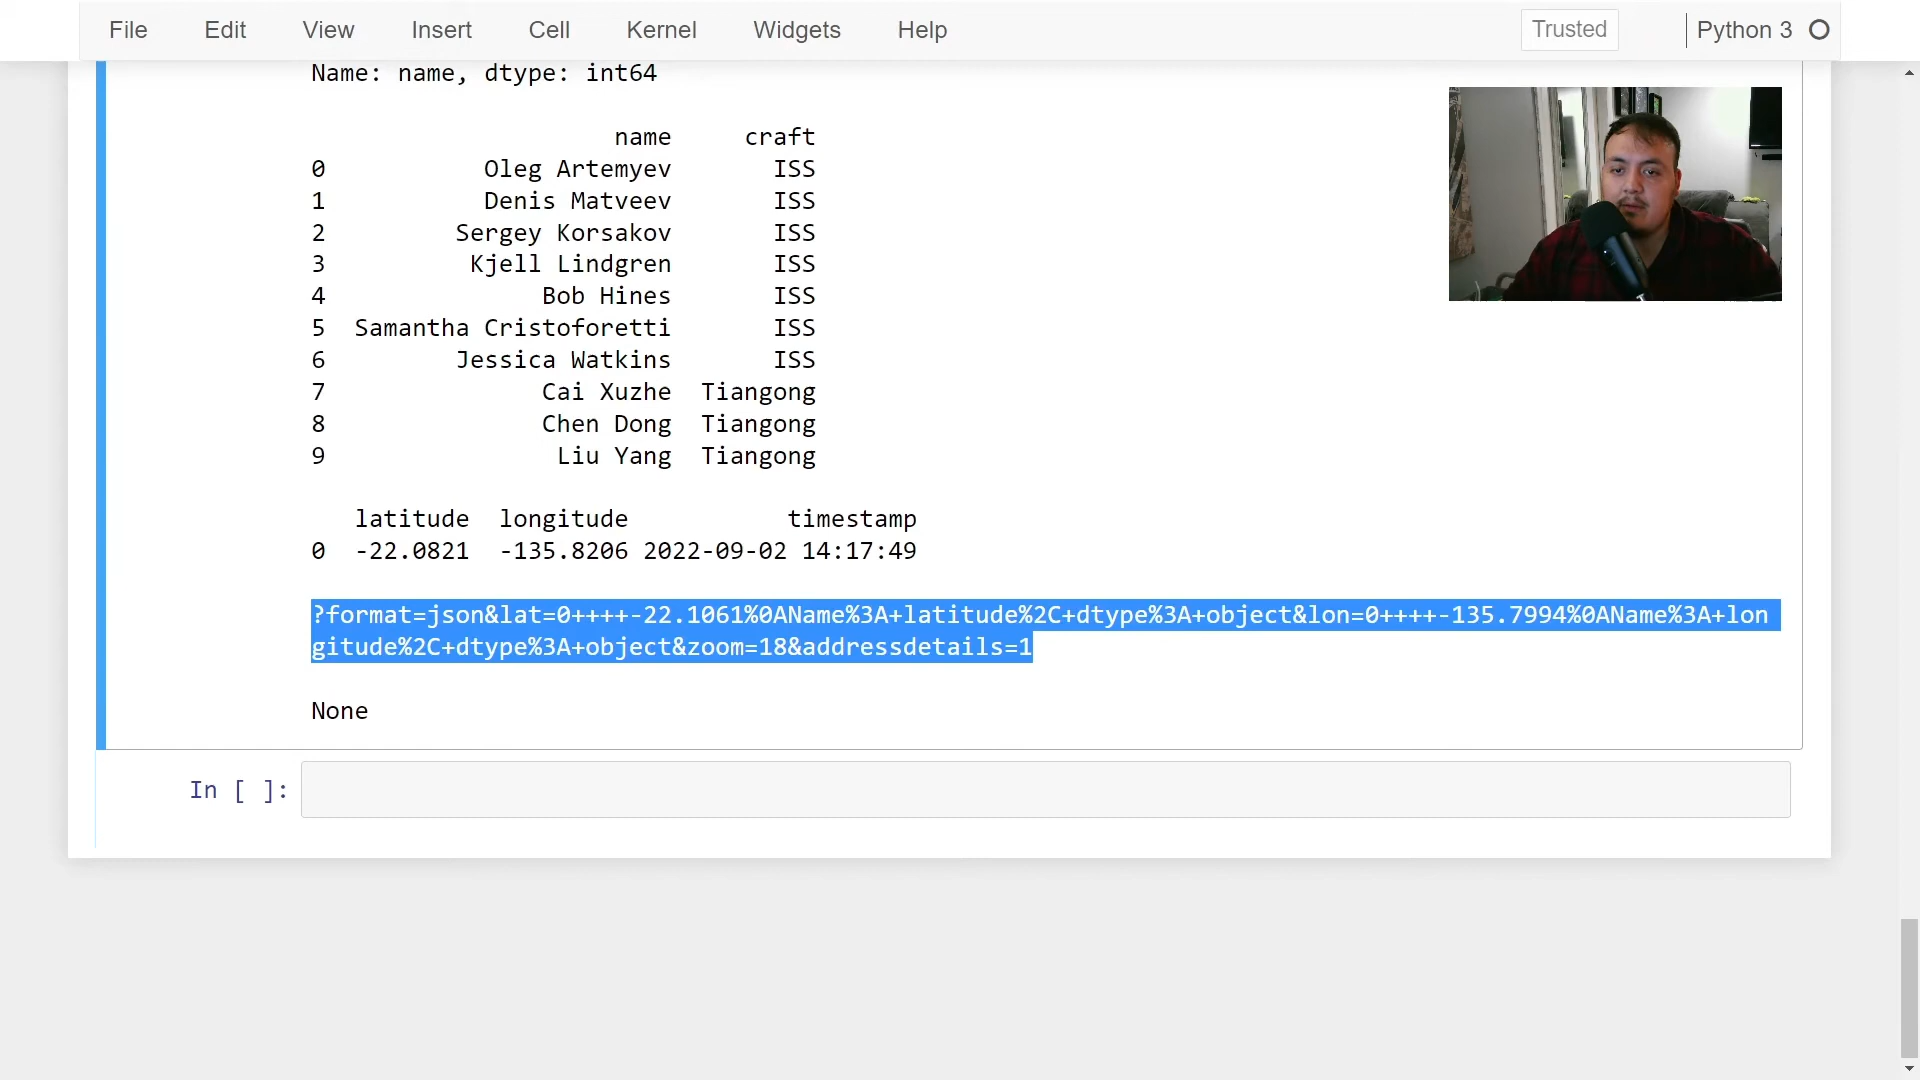 File Edit View Insert Cell Kernel Widgets Help Trusted Python 3
Name: name, dtype: int64
name craft
0 Oleg Artemyev ISS
1 Denis Matveev ISS
2 Sergey Korsakov ISS
3 Kjell Lindgren ISS
4 Bob Hines ISS
5 Samantha Cristoforetti ISS
6 Jessica Watkins ISS
7 Cai Xuzhe Tiangong
8 Chen Dong Tiangong
9 Liu Yang Tiangong
latitude longitude timestamp
0 -22.0821 -135.8206 2022-09-02 14:17:49
?format=json&lat=0++++-22.1061%0AName%3A+latitude%2C+dtype%3A+object&lon=0++++-135.7994%0AName%3A+lon
gitude%2C+dtype%3A+object&zoom=18&addressdetails=1
None
In [ ]: